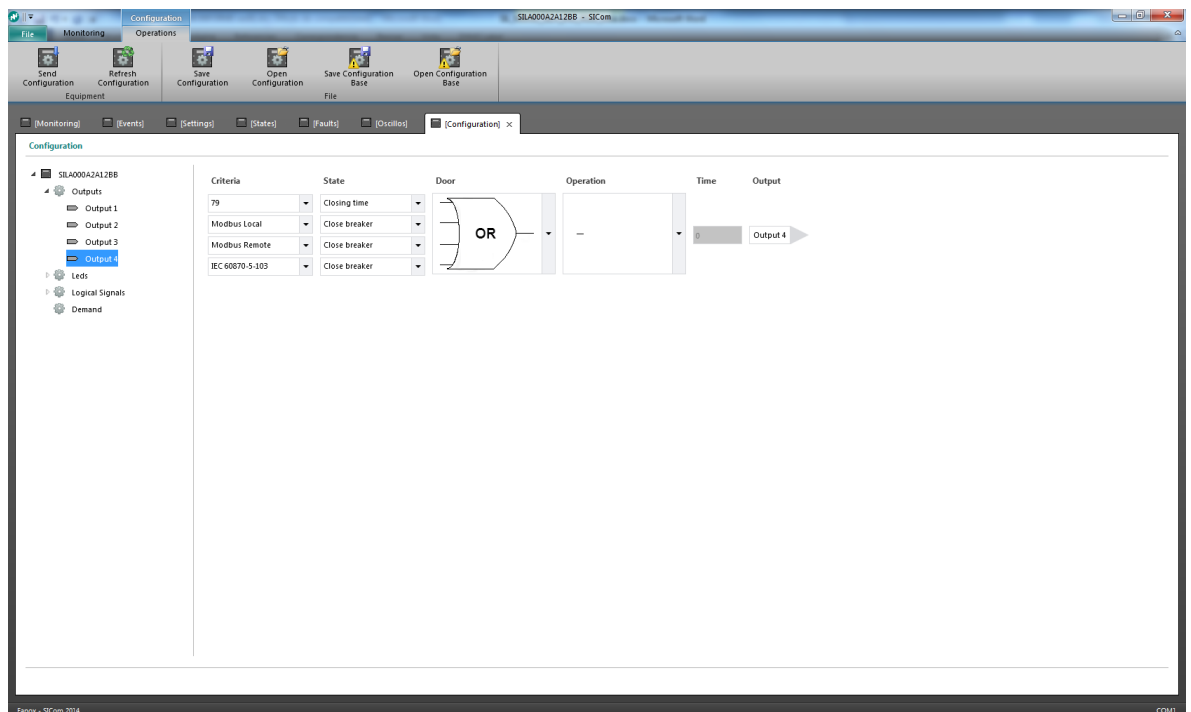 Configuration
SILA000A2A12BB - SICom
File
Monitoring
Operations
Send Configuration
Refresh Configuration
Save Configuration
Open Configuration
Save Configuration Base
Open Configuration Base
Equipment
File
[Monitoring]
[Events]
[Settings]
[States]
[Faults]
[Oscillos]
[Configuration]
Configuration
SILA000A2A12BB
Outputs
Output 1
Output 2
Output 3
Output 4
Leds
Logical Signals
Demand
Criteria State Door Operation Time Output
79 Closing time
Modbus Local Close breaker
Modbus Remote Close breaker
IEC 60870-5-103 Close breaker
OR
—
0
Output 4
Fanox - SICom 2014
COM1